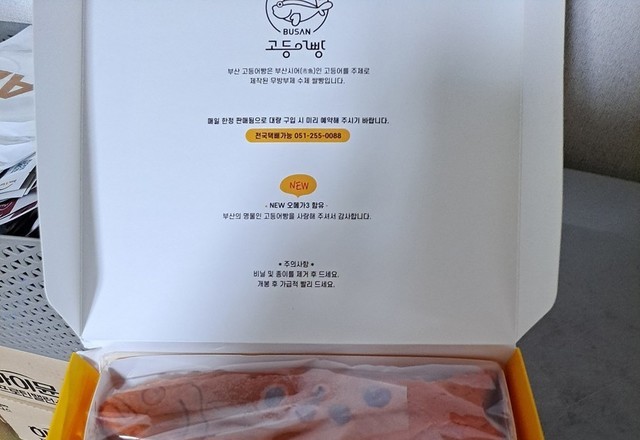 BUSAN
고등어빵
부산 고등어빵은 부산시어(市魚)인 고등어를 주제로
제작된 무방부제 수제 쌀빵입니다.
매일 한정 판매됨으로 대량 구입 시 미리 예약해 주시기 바랍니다.
전국택배가능 051-255-0088
NEW
- NEW 오메가3 함유 -
부산의 명물인 고등어빵을 사랑해 주셔서 감사합니다.
* 주의사항 *
비닐 및 종이를 제거 후 드세요.
개봉 후 가급적 빨리 드세요.